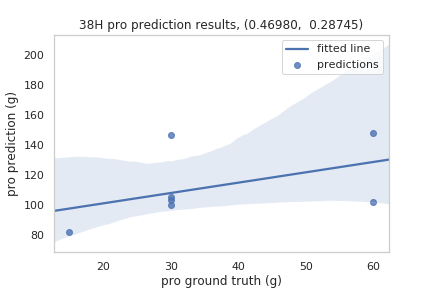 38H pro prediction results, (0.46980,  0.28745)
fitted line
predictions
200
180
160
140
120
100
80
pro prediction (g)
20
30
40
50
60
pro ground truth (g)